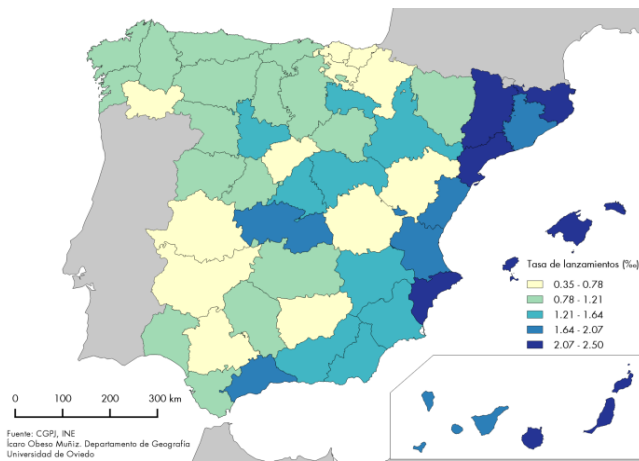 Tasa de lanzamientos (‰)
0.35 - 0.78
0.78 - 1.21
1.21 - 1.64
1.64 - 2.07
2.07 - 2.50
0 100 200 300 km
Fuente: CGPJ, INE
Ícaro Obeso Muñiz. Departamento de Geografía
Universidad de Oviedo